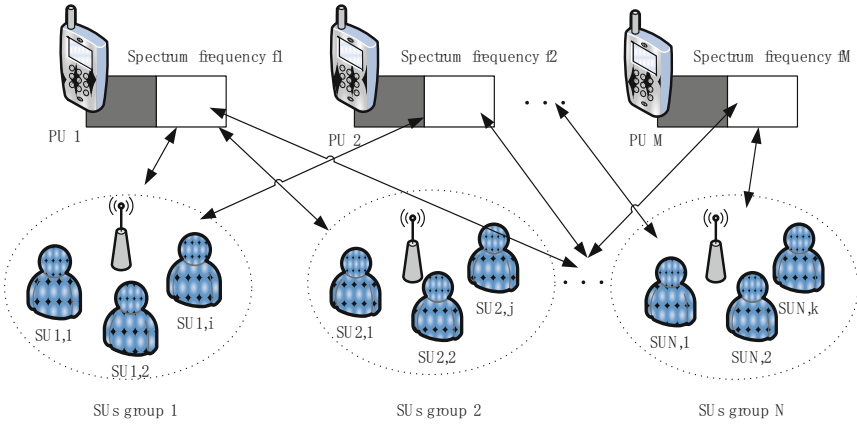 Spectrum frequency f1
Spectrum frequency f2
Spectrum frequency fM
. . .
PU 1
PU 2
PU M
SU1,1
SU1,2
SU1,i
SU2,1
SU2,2
SU2,j
. . .
SUN,1
SUN,2
SUN,k
SUs group 1
SUs group 2
SUs group N